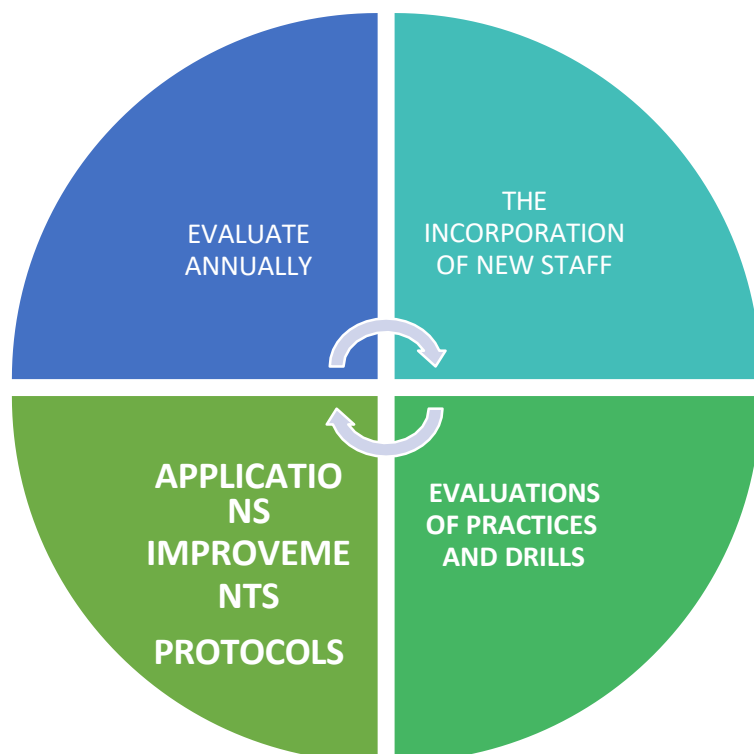 EVALUATE
ANNUALLY
THE
INCORPORATION
OF NEW STAFF
APPLICATIO
NS
IMPROVEME
NTS
PROTOCOLS
EVALUATIONS
OF PRACTICES
AND DRILLS